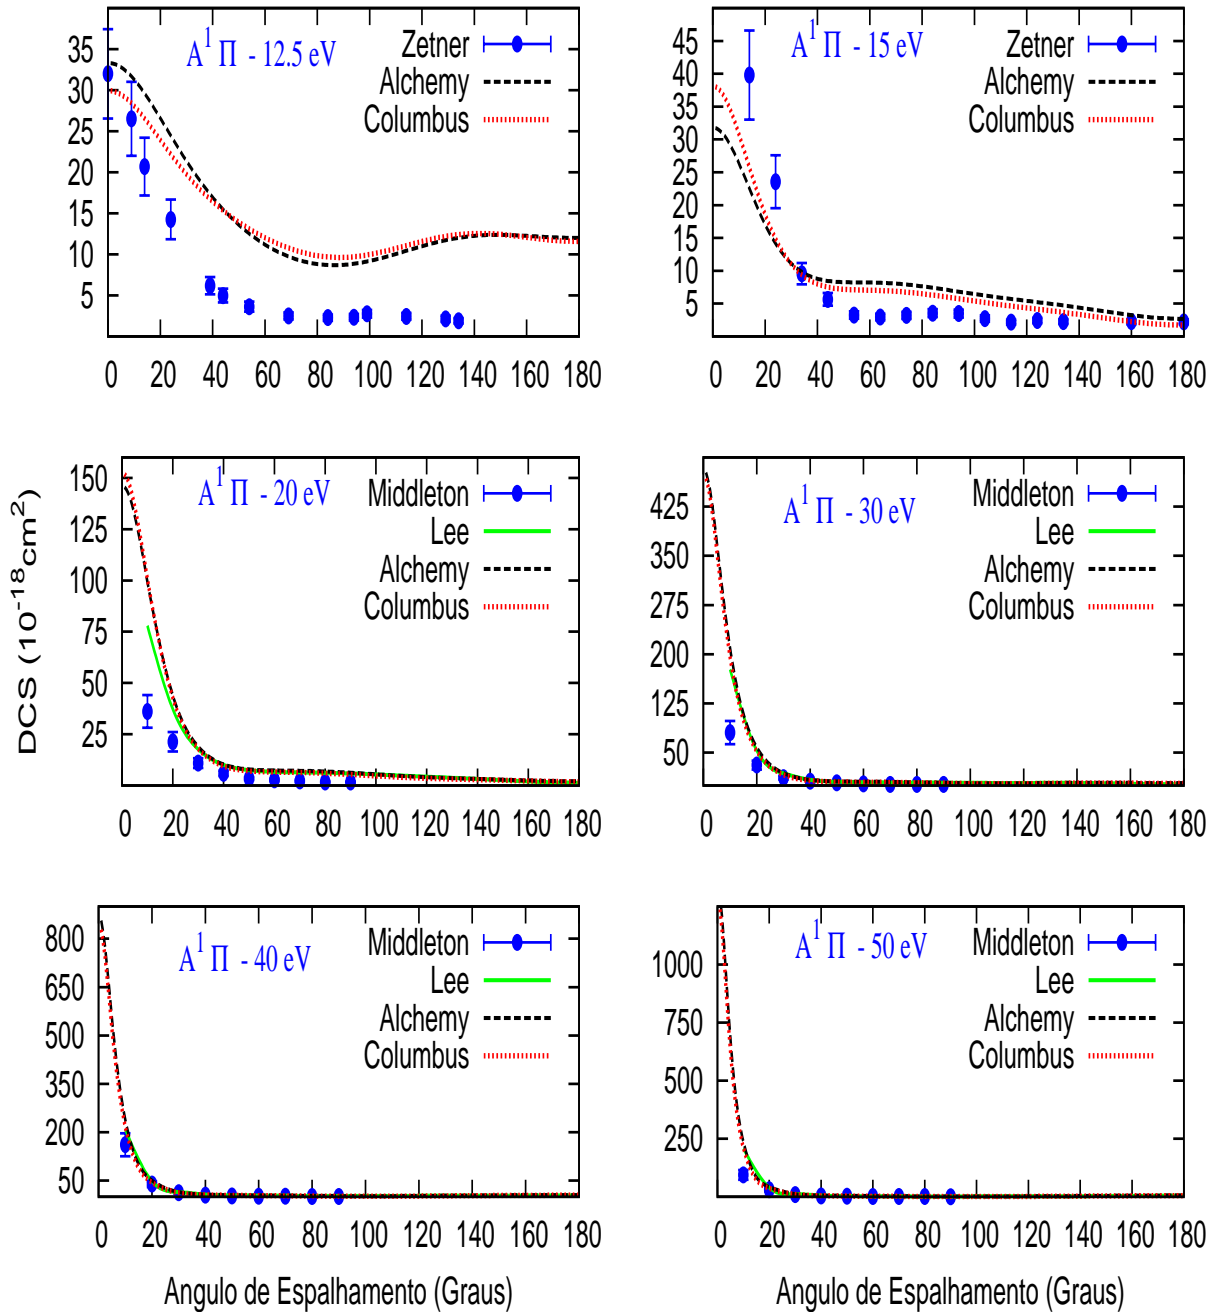 A¹ Π - 12.5 eV
Zetner
Alchemy
Columbus
35
30
25
20
15
10
5
0 20 40 60 80 100 120 140 160 180
A¹ Π - 15 eV
Zetner
Alchemy
Columbus
45
40
35
30
25
20
15
10
5
0 20 40 60 80 100 120 140 160 180
DCS (10⁻¹⁸cm²)
A¹ Π - 20 eV
Middleton
Lee
Alchemy
Columbus
150
125
100
75
50
25
0 20 40 60 80 100 120 140 160 180
A¹ Π - 30 eV
Middleton
Lee
Alchemy
Columbus
425
350
275
200
125
50
0 20 40 60 80 100 120 140 160 180
A¹ Π - 40 eV
Middleton
Lee
Alchemy
Columbus
800
650
500
350
200
50
0 20 40 60 80 100 120 140 160 180
Angulo de Espalhamento (Graus)
A¹ Π - 50 eV
Middleton
Lee
Alchemy
Columbus
1000
750
500
250
0 20 40 60 80 100 120 140 160 180
Angulo de Espalhamento (Graus)